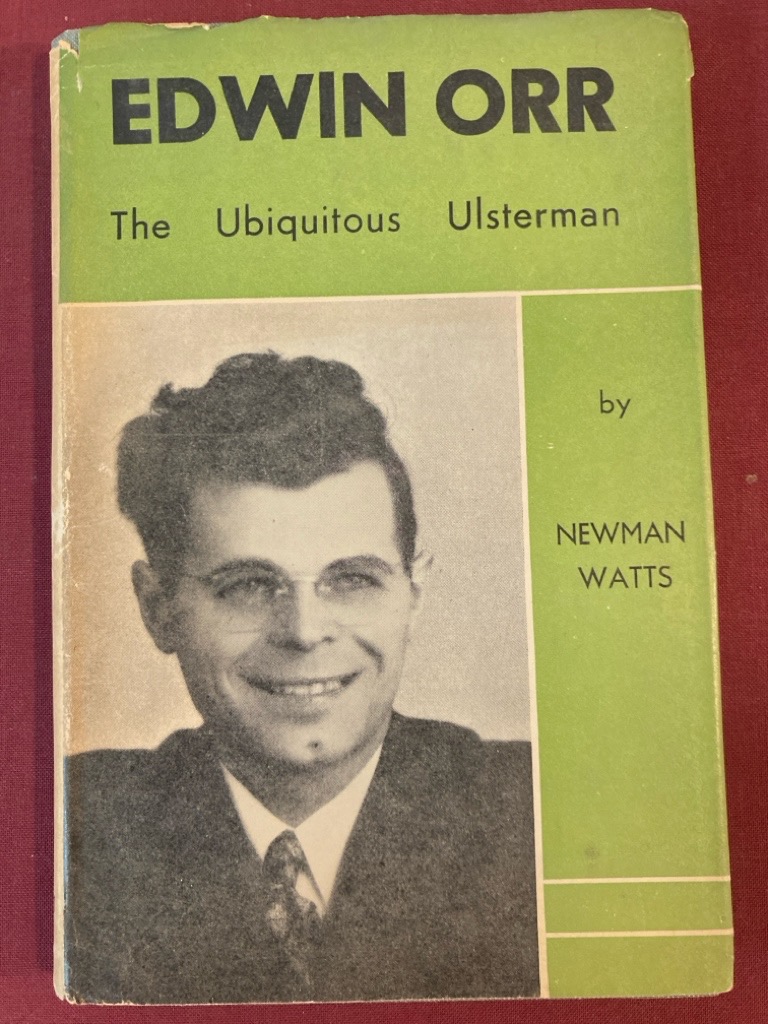 EDWIN ORR
The Ubiquitous Ulsterman
by
NEWMAN
WATTS